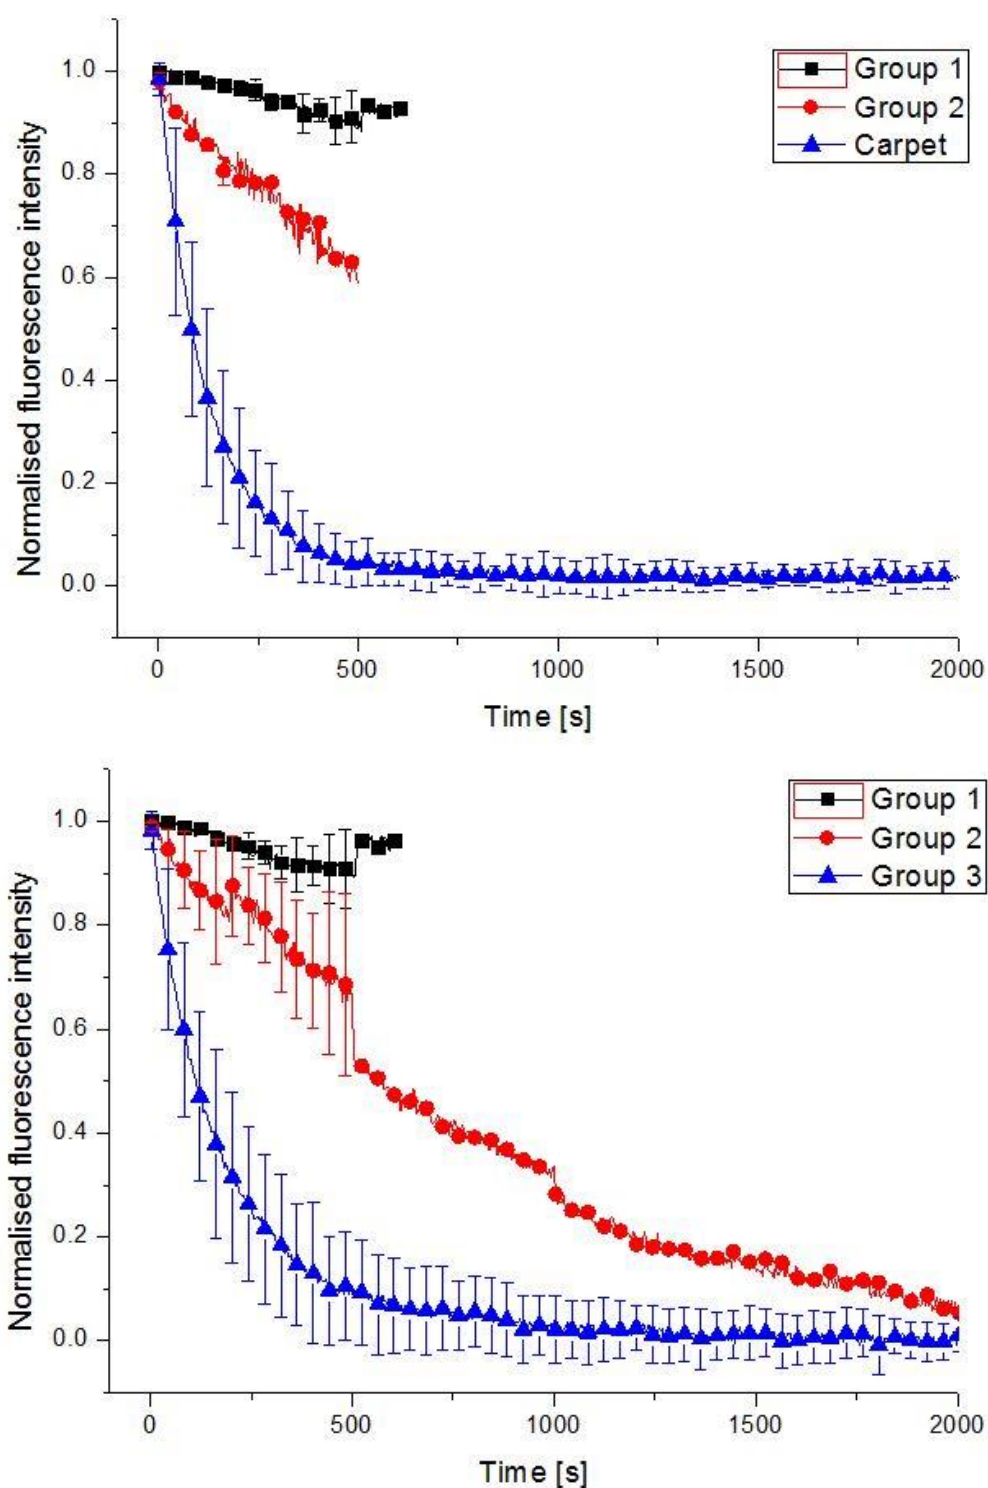 Normalised fluorescence intensity
1.0
0.8
0.6
0.4
0.2
0.0
Group 1
Group 2
Carpet
0 500 1000 1500 2000
Time [s]
Normalised fluorescence intensity
1.0
0.8
0.6
0.4
0.2
0.0
Group 1
Group 2
Group 3
0 500 1000 1500 2000
Time [s]